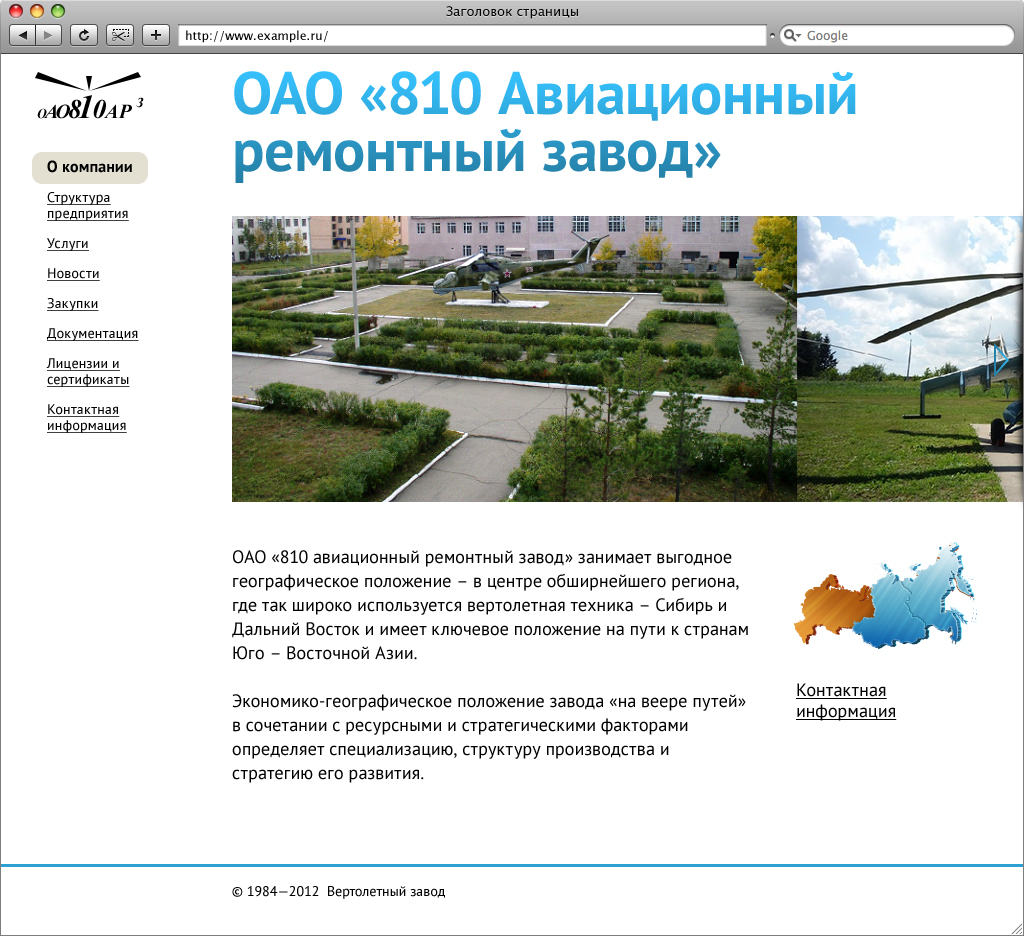 Заголовок страницы
http://www.example.ru/
Google
ОАО810АРЗ
ОАО «810 Авиационный
ремонтный завод»
О компании
Структура
предприятия
Услуги
Новости
Закупки
Документация
Лицензии и
сертификаты
Контактная
информация
ОАО «810 авиационный ремонтный завод» занимает выгодное
географическое положение – в центре обширнейшего региона,
где так широко используется вертолетная техника – Сибирь и
Дальний Восток и имеет ключевое положение на пути к странам
Юго – Восточной Азии.
Экономико-географическое положение завода «на веере путей»
в сочетании с ресурсными и стратегическими факторами
определяет специализацию, структуру производства и
стратегию его развития.
Контактная
информация
© 1984—2012 Вертолетный завод